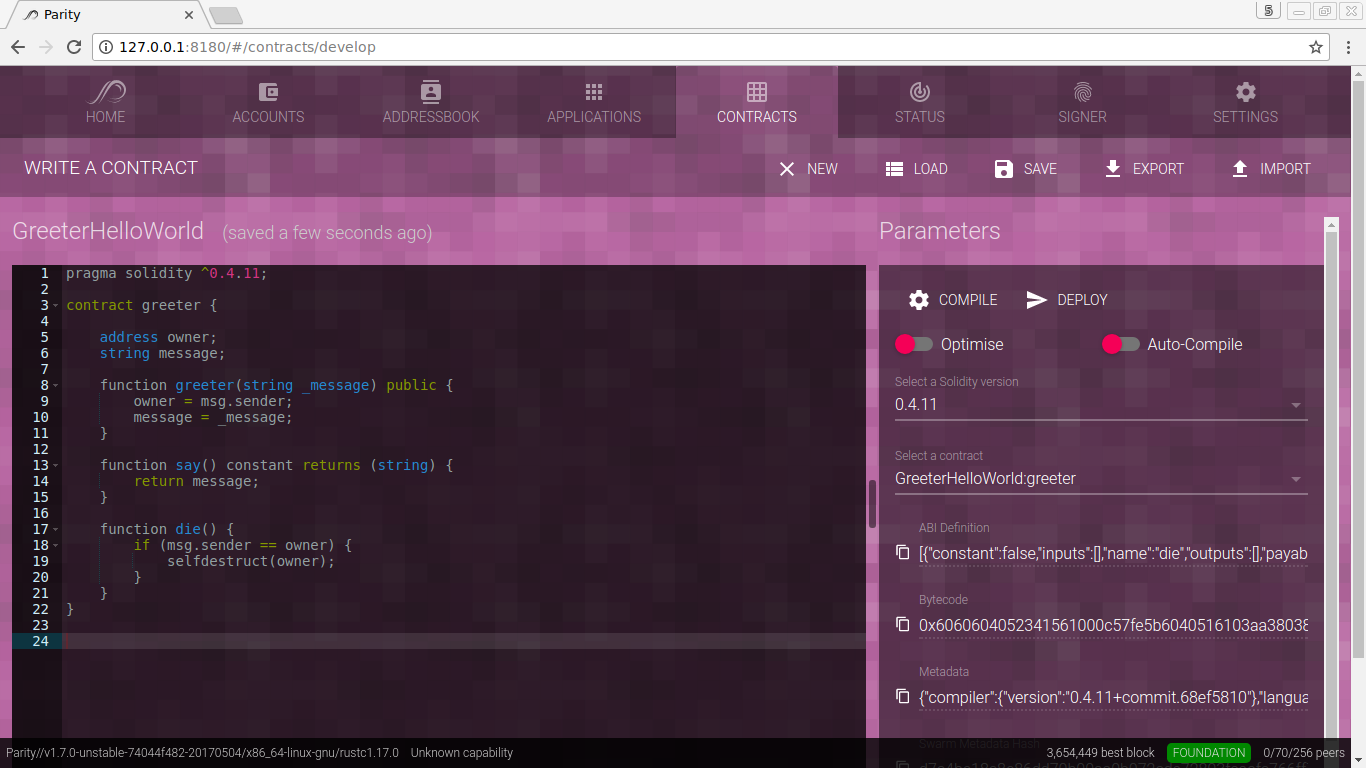 Parity
5
127.0.0.1:8180/#/contracts/develop
HOME ACCOUNTS ADDRESSBOOK APPLICATIONS CONTRACTS STATUS SIGNER SETTINGS
WRITE A CONTRACT NEW LOAD SAVE EXPORT IMPORT
GreeterHelloWorld (saved a few seconds ago)
1 pragma solidity ^0.4.11;
2
3 contract greeter {
4
5     address owner;
6     string message;
7
8     function greeter(string _message) public {
9         owner = msg.sender;
10         message = _message;
11     }
12
13     function say() constant returns (string) {
14         return message;
15     }
16
17     function die() {
18         if (msg.sender == owner) {
19             selfdestruct(owner);
20         }
21     }
22 }
23
24
Parameters
COMPILE DEPLOY
Optimise Auto-Compile
Select a Solidity version
0.4.11
Select a contract
GreeterHelloWorld:greeter
ABI Definition
[{"constant":false,"inputs":[],"name":"die","outputs":[],"payab
Bytecode
0x6060604052341561000c57fe5b6040516103aa38038
Metadata
{"compiler":{"version":"0.4.11+commit.68ef5810"},"langua
Swarm Metadata Hash
Parity//v1.7.0-unstable-74044f482-20170504/x86_64-linux-gnu/rustc1.17.0 Unknown capability 3,654,449 best block FOUNDATION 0/70/256 peers